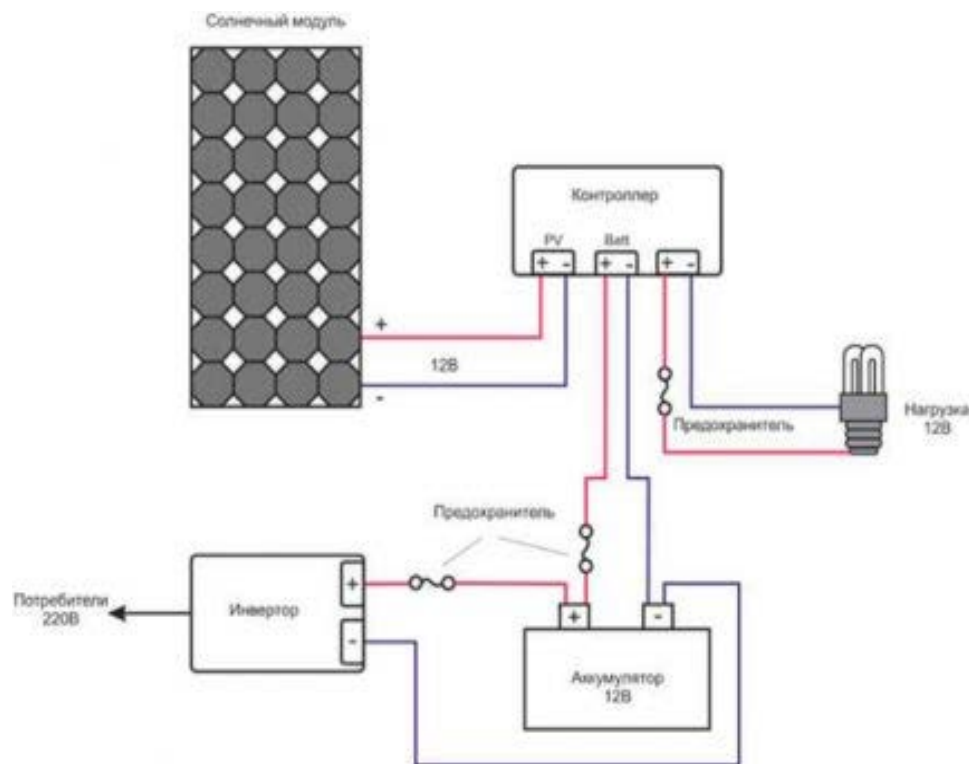 Солнечный модуль
Контроллер
PV
Batt
+ -
+ -
+ -
+
12В
-
Предохранитель
Нагрузка
12В
Предохранитель
Потребители
220В
Инвертор
+
-
+
-
Аккумулятор
12В